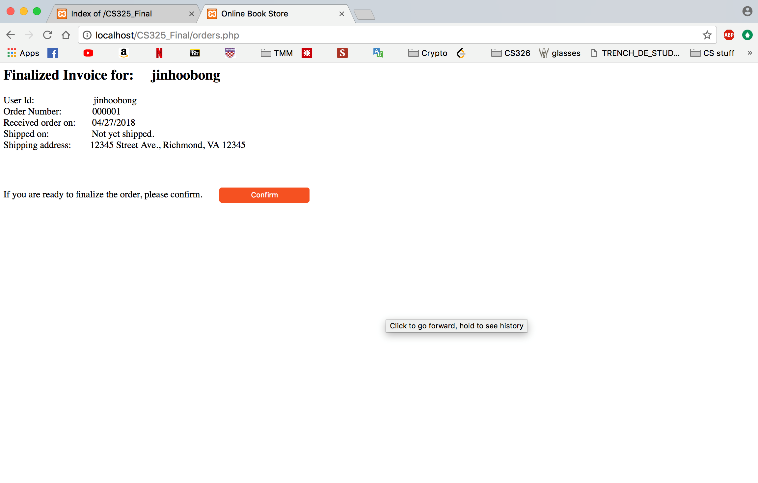 Index of /CS325_Final
Online Book Store
localhost/CS325_Final/orders.php
Apps
TMM
Crypto
CS326
glasses
TRENCH_DE_STUD...
CS stuff
»
Finalized Invoice for: jinhoobong
User Id: jinhoobong
Order Number: 000001
Received order on: 04/27/2018
Shipped on: Not yet shipped.
Shipping address: 12345 Street Ave., Richmond, VA 12345
If you are ready to finalize the order, please confirm. Confirm
Click to go forward, hold to see history